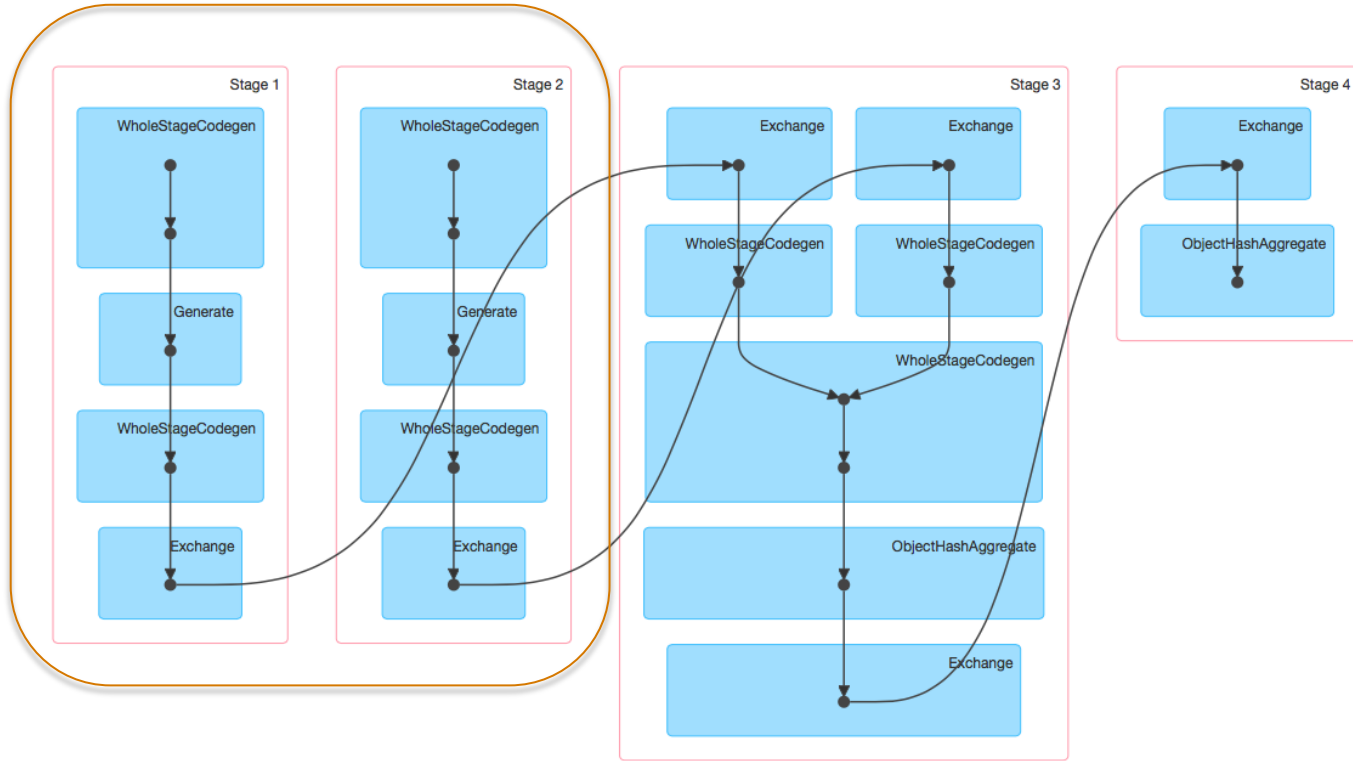 Stage 1
WholeStageCodegen
Generate
WholeStageCodegen
Exchange
Stage 2
WholeStageCodegen
Generate
WholeStageCodegen
Exchange
Stage 3
Exchange
Exchange
WholeStageCodegen
WholeStageCodegen
WholeStageCodegen
ObjectHashAggregate
Exchange
Stage 4
Exchange
ObjectHashAggregate